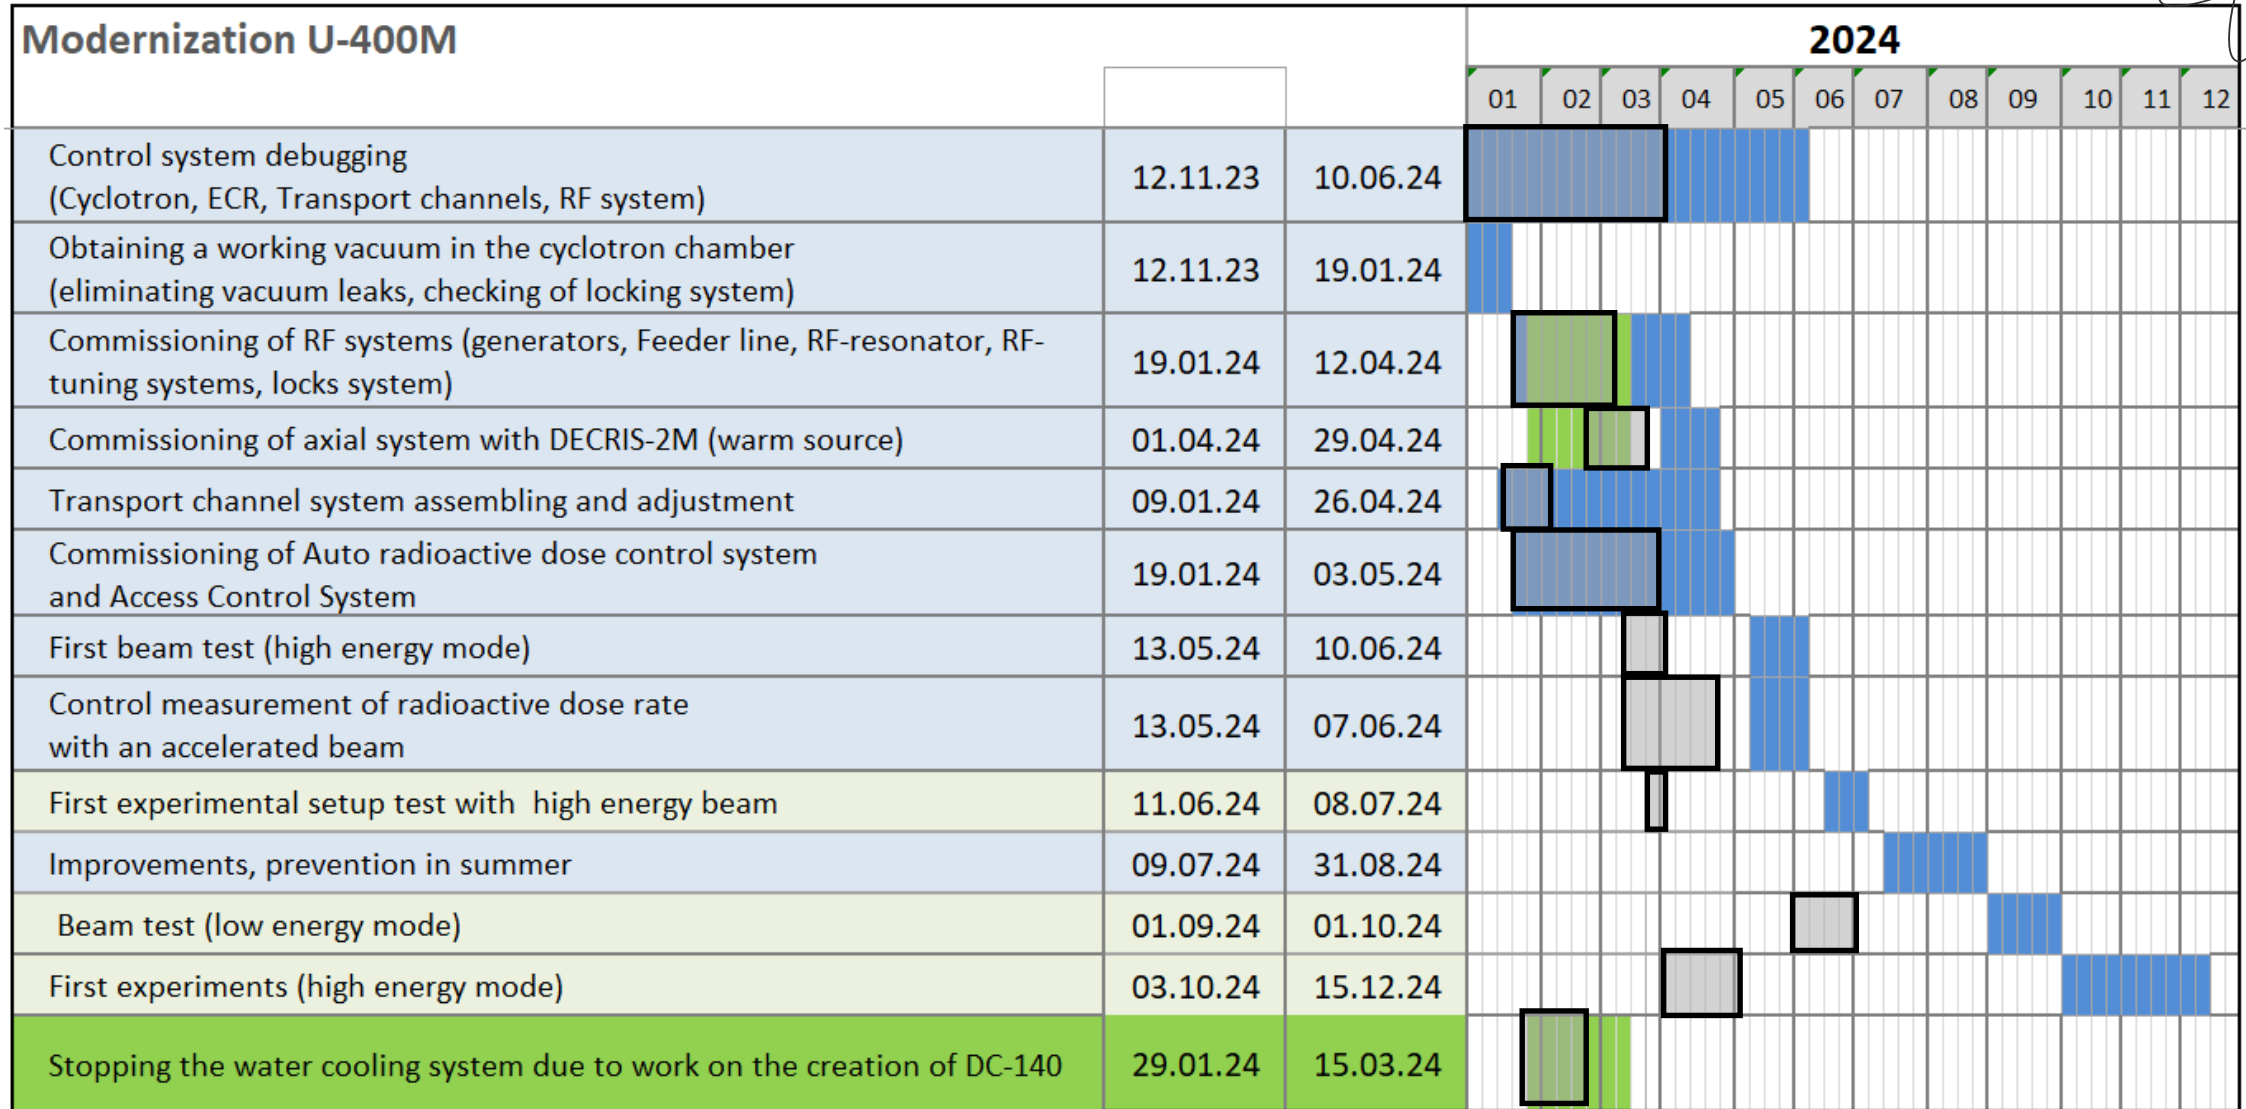 Modernization U-400M
2024
01 02 03 04 05 06 07 08 09 10 11 12
Control system debugging
(Cyclotron, ECR, Transport channels, RF system)
12.11.23 10.06.24
Obtaining a working vacuum in the cyclotron chamber
(eliminating vacuum leaks, checking of locking system)
12.11.23 19.01.24
Commissioning of RF systems (generators, Feeder line, RF-resonator, RF-
tuning systems, locks system)
19.01.24 12.04.24
Commissioning of axial system with DECRIS-2M (warm source) 01.04.24 29.04.24
Transport channel system assembling and adjustment 09.01.24 26.04.24
Commissioning of Auto radioactive dose control system
and Access Control System
19.01.24 03.05.24
First beam test (high energy mode) 13.05.24 10.06.24
Control measurement of radioactive dose rate
with an accelerated beam
13.05.24 07.06.24
First experimental setup test with  high energy beam 11.06.24 08.07.24
Improvements, prevention in summer 09.07.24 31.08.24
Beam test (low energy mode) 01.09.24 01.10.24
First experiments (high energy mode) 03.10.24 15.12.24
Stopping the water cooling system due to work on the creation of DC-140 29.01.24 15.03.24